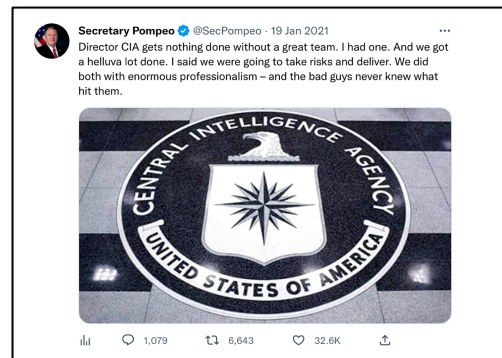 Secretary Pompeo @SecPompeo · 19 Jan 2021
Director CIA gets nothing done without a great team. I had one. And we got
a helluva lot done. I said we were going to take risks and deliver. We did
both with enormous professionalism – and the bad guys never knew what
hit them.
CENTRAL INTELLIGENCE AGENCY
UNITED STATES OF AMERICA
1,079 6,643 32.6K